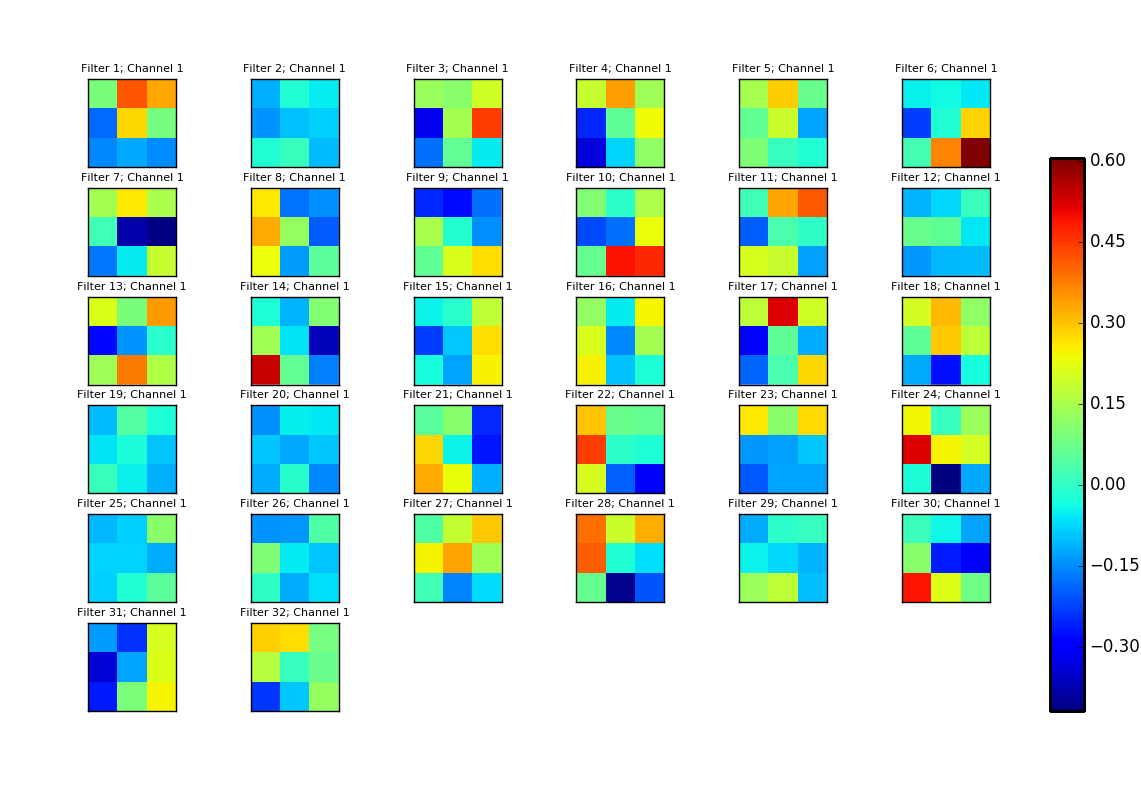 Filter 1; Channel 1
Filter 2; Channel 1
Filter 3; Channel 1
Filter 4; Channel 1
Filter 5; Channel 1
Filter 6; Channel 1
Filter 7; Channel 1
Filter 8; Channel 1
Filter 9; Channel 1
Filter 10; Channel 1
Filter 11; Channel 1
Filter 12; Channel 1
Filter 13; Channel 1
Filter 14; Channel 1
Filter 15; Channel 1
Filter 16; Channel 1
Filter 17; Channel 1
Filter 18; Channel 1
Filter 19; Channel 1
Filter 20; Channel 1
Filter 21; Channel 1
Filter 22; Channel 1
Filter 23; Channel 1
Filter 24; Channel 1
Filter 25; Channel 1
Filter 26; Channel 1
Filter 27; Channel 1
Filter 28; Channel 1
Filter 29; Channel 1
Filter 30; Channel 1
Filter 31; Channel 1
Filter 32; Channel 1
0.60
0.45
0.30
0.15
0.00
−0.15
−0.30